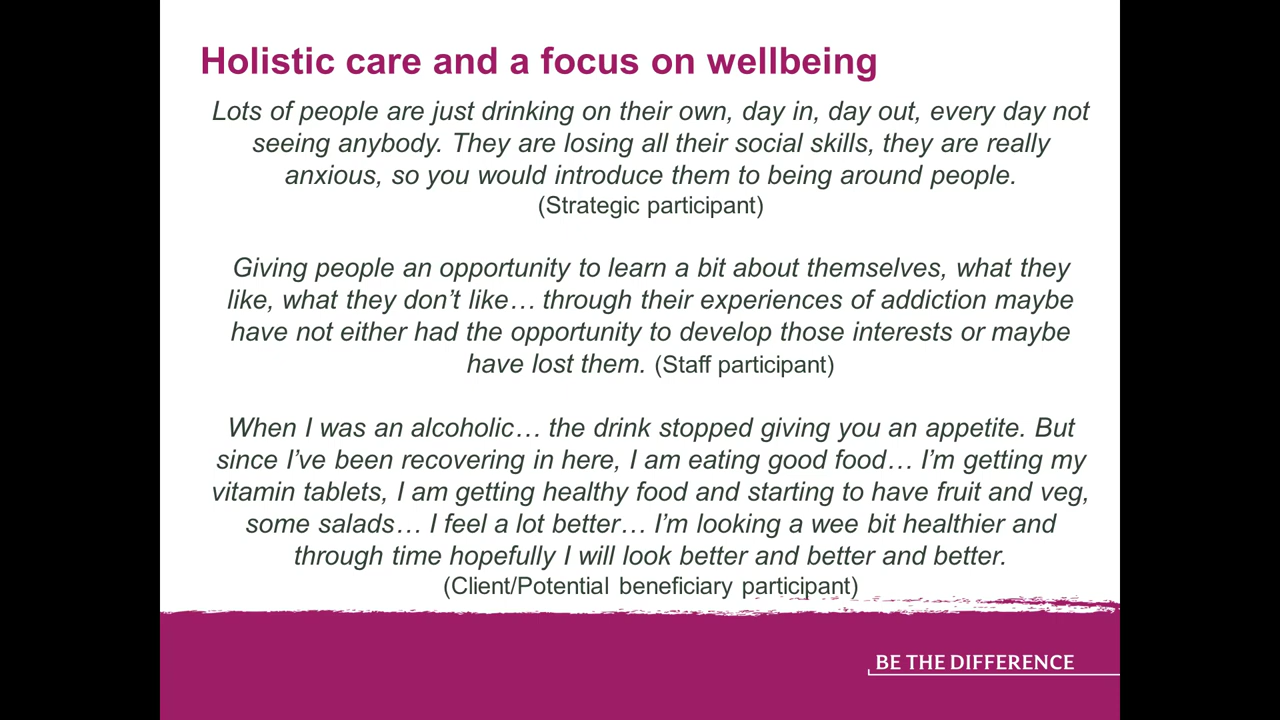 Holistic care and a focus on wellbeing
Lots of people are just drinking on their own, day in, day out, every day not
seeing anybody. They are losing all their social skills, they are really
anxious, so you would introduce them to being around people.
(Strategic participant)
Giving people an opportunity to learn a bit about themselves, what they
like, what they don’t like… through their experiences of addiction maybe
have not either had the opportunity to develop those interests or maybe
have lost them. (Staff participant)
When I was an alcoholic… the drink stopped giving you an appetite. But
since I’ve been recovering in here, I am eating good food… I’m getting my
vitamin tablets, I am getting healthy food and starting to have fruit and veg,
some salads… I feel a lot better… I’m looking a wee bit healthier and
through time hopefully I will look better and better and better.
(Client/Potential beneficiary participant)
BE THE DIFFERENCE